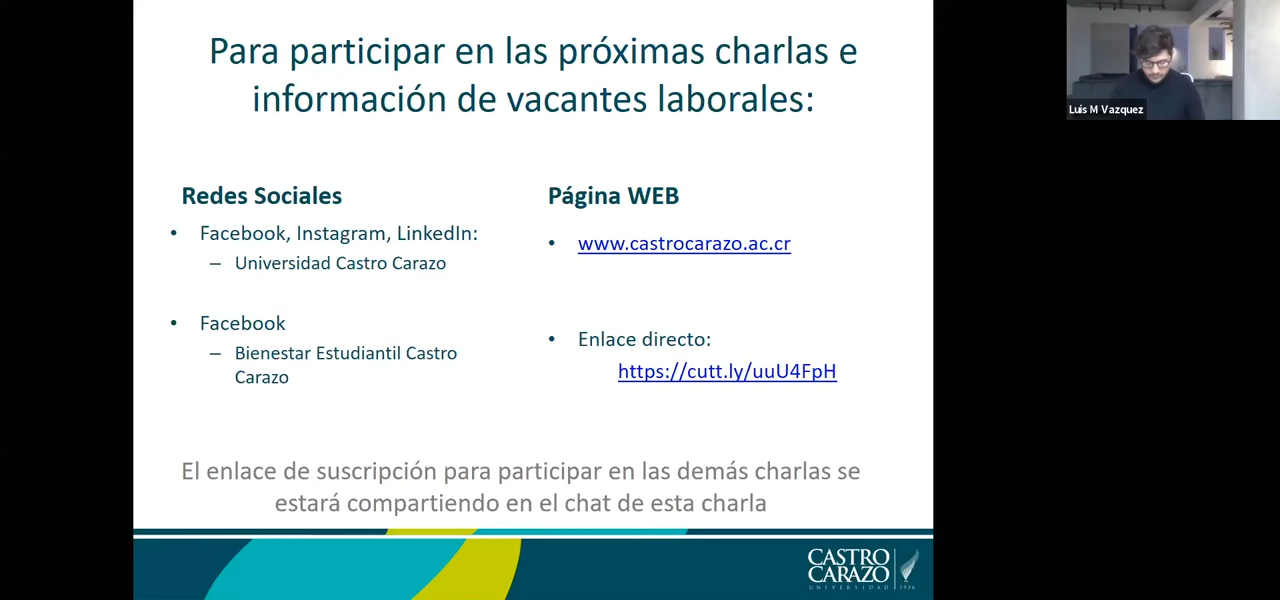 Para participar en las próximas charlas e
información de vacantes laborales:
Redes Sociales
• Facebook, Instagram, LinkedIn:
– Universidad Castro Carazo
• Facebook
– Bienestar Estudiantil Castro
Carazo
Página WEB
• www.castrocarazo.ac.cr
• Enlace directo:
https://cutt.ly/uuU4FpH
El enlace de suscripción para participar en las demás charlas se
estará compartiendo en el chat de esta charla
CASTRO
CARAZO
UNIVERSIDAD
Luis M Vazquez